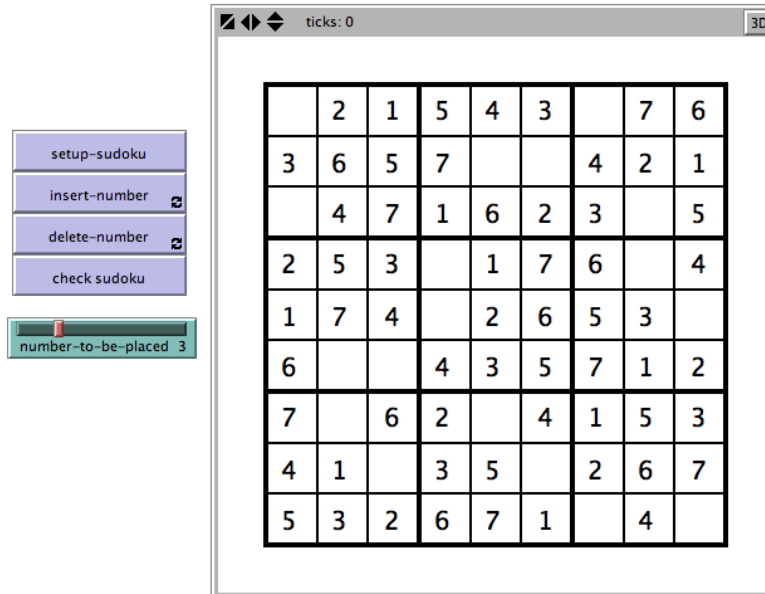 ticks: 0
3D
setup-sudoku
insert-number
delete-number
check sudoku
number-to-be-placed 3
2 1 5 4 3 7 6
3 6 5 7 4 2 1
4 7 1 6 2 3 5
2 5 3 1 7 6 4
1 7 4 2 6 5 3
6 4 3 5 7 1 2
7 6 2 4 1 5 3
4 1 3 5 2 6 7
5 3 2 6 7 1 4